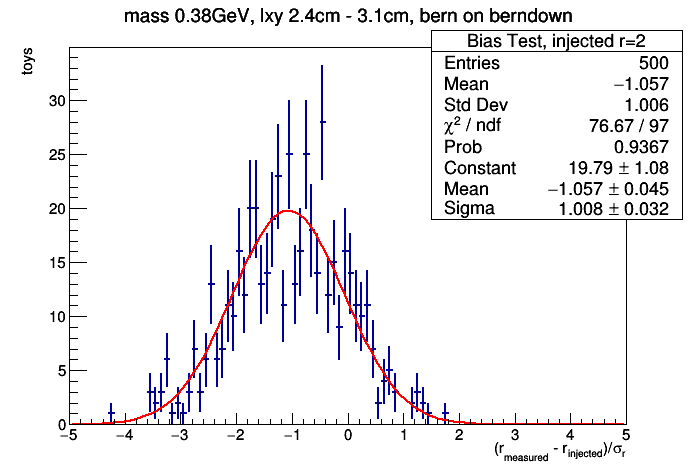 mass 0.38GeV, lxy 2.4cm - 3.1cm, bern on berndown
Bias Test, injected r=2
Entries 500
Mean −1.057
Std Dev 1.006
χ² / ndf 76.67 / 97
Prob 0.9367
Constant 19.79 ± 1.08
Mean −1.057 ± 0.045
Sigma 1.008 ± 0.032
toys
30
25
20
15
10
5
0
−5 −4 −3 −2 −1 0 1 2 3 4 5
(r_measured - r_injected)/σ_r